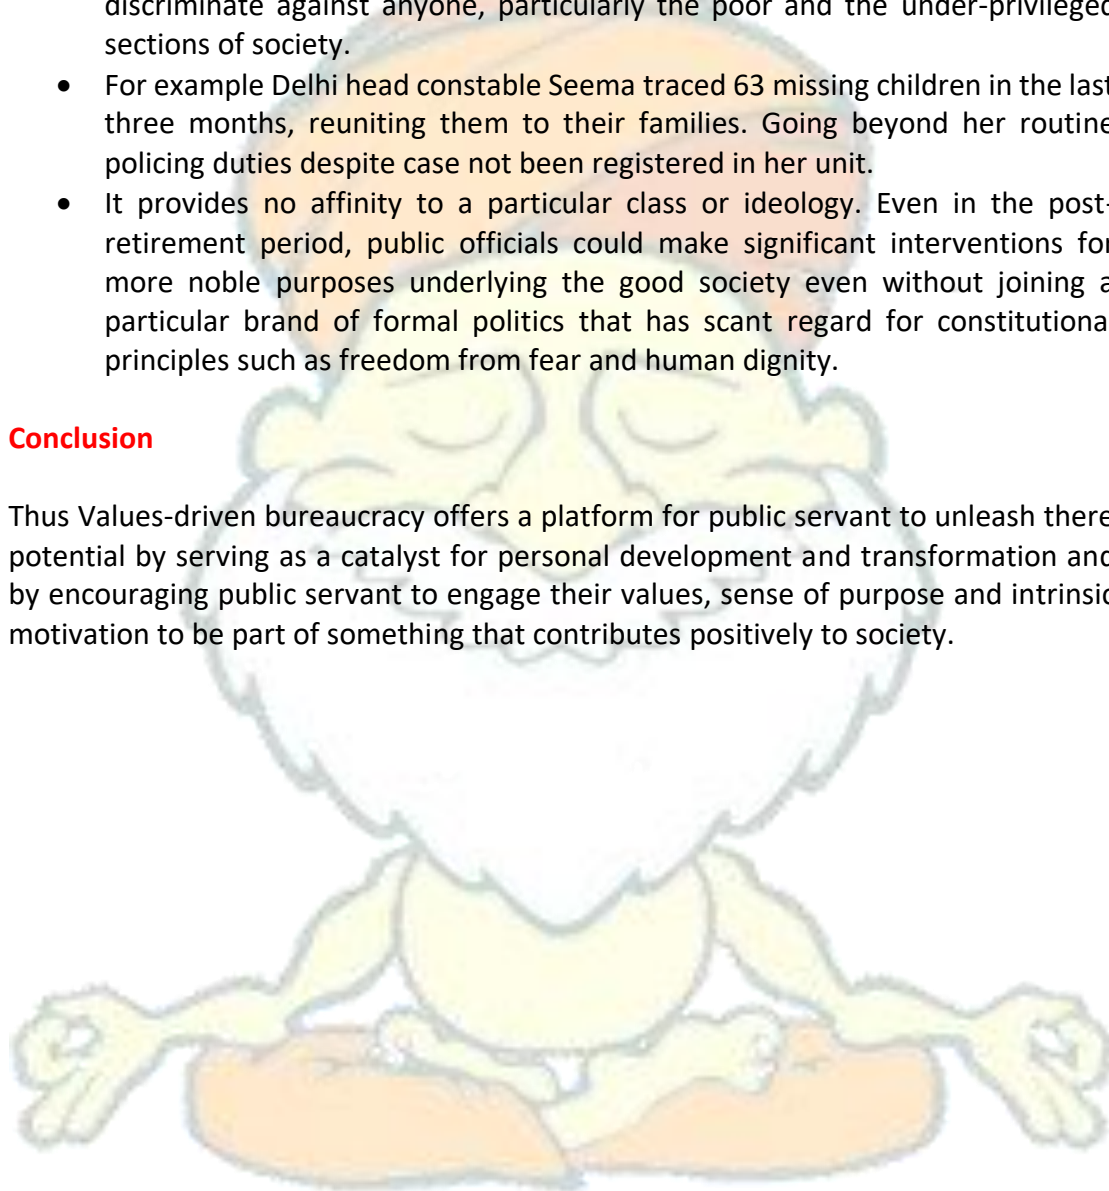 discriminate against anyone, particularly the poor and the under-privileged
sections of society.
• For example Delhi head constable Seema traced 63 missing children in the last
three months, reuniting them to their families. Going beyond her routine
policing duties despite case not been registered in her unit.
• It provides no affinity to a particular class or ideology. Even in the post-
retirement period, public officials could make significant interventions for
more noble purposes underlying the good society even without joining a
particular brand of formal politics that has scant regard for constitutional
principles such as freedom from fear and human dignity.
Conclusion
Thus Values-driven bureaucracy offers a platform for public servant to unleash there
potential by serving as a catalyst for personal development and transformation and
by encouraging public servant to engage their values, sense of purpose and intrinsic
motivation to be part of something that contributes positively to society.